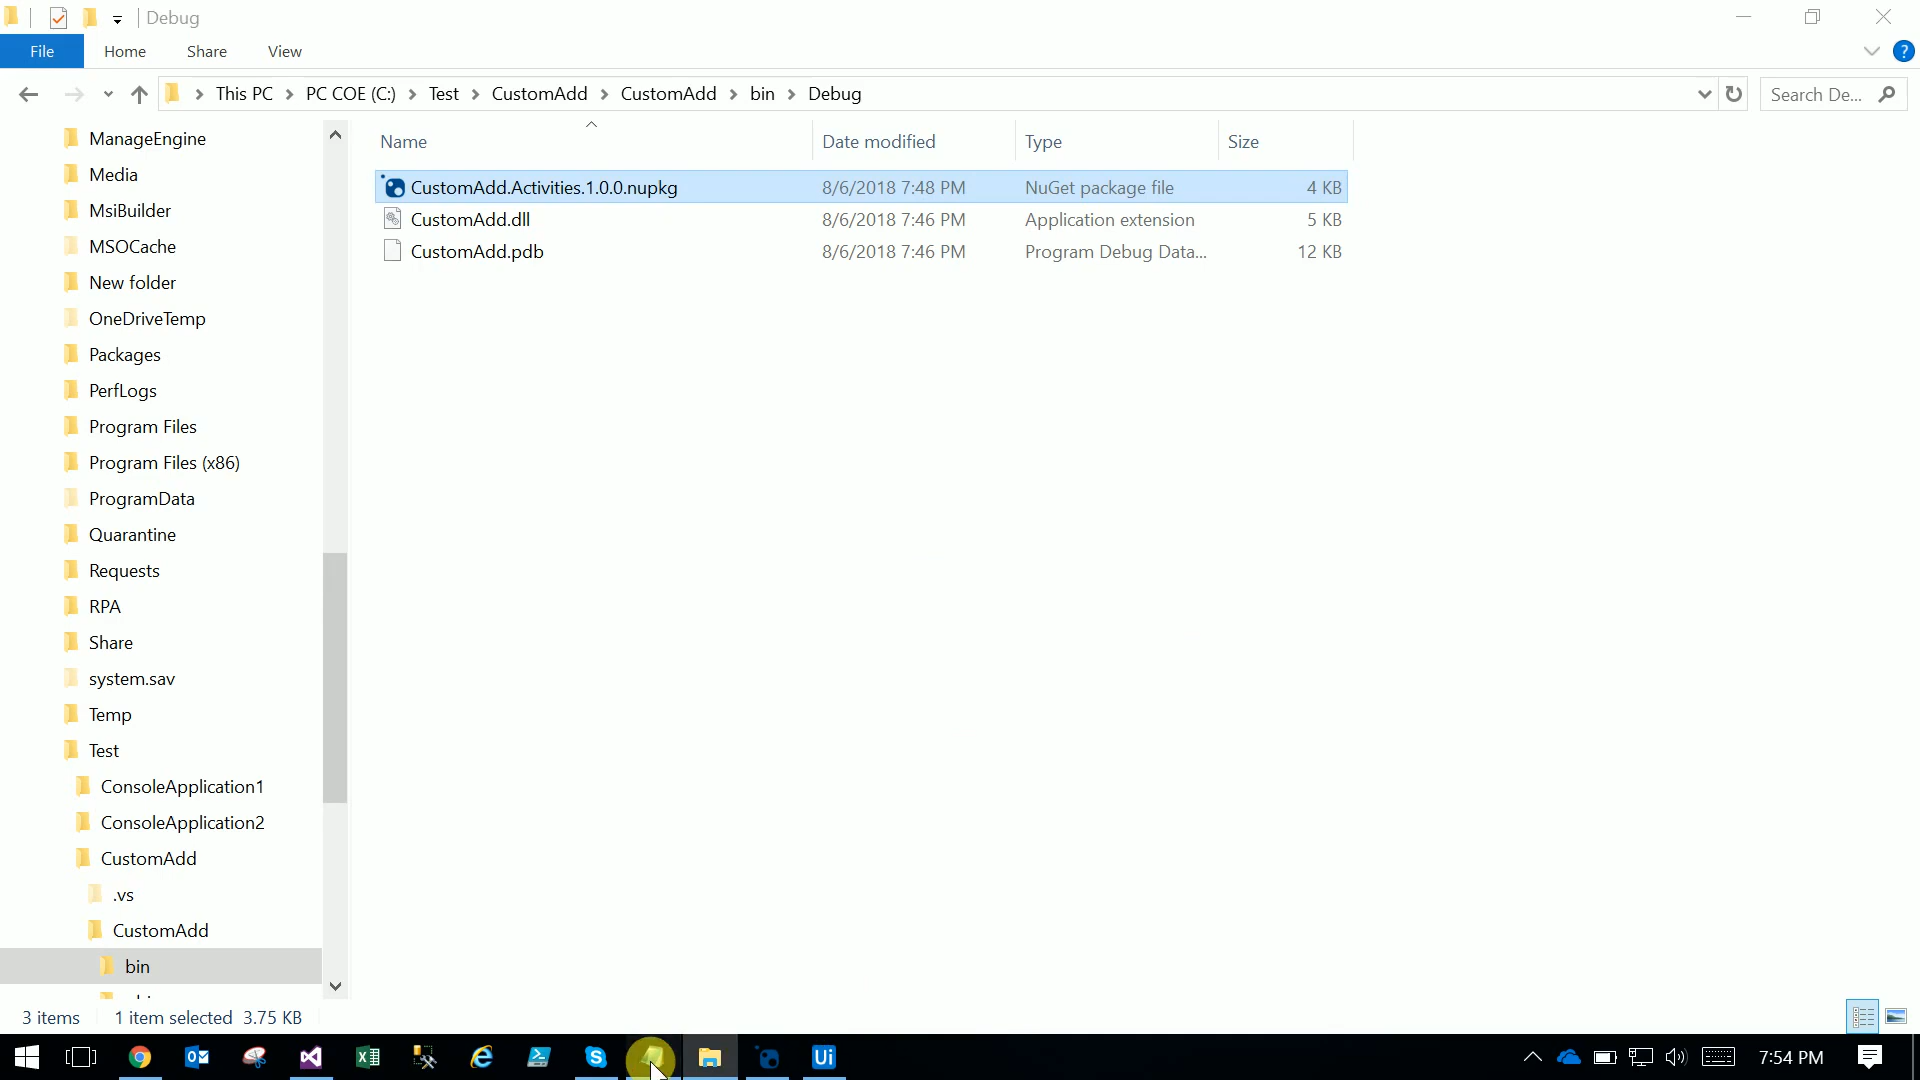 Debug
File Home Share View
This PC PC COE (C:) Test CustomAdd CustomAdd bin Debug
Search De...
Name Date modified Type Size
CustomAdd.Activities.1.0.0.nupkg 8/6/2018 7:48 PM NuGet package file 4 KB
CustomAdd.dll 8/6/2018 7:46 PM Application extension 5 KB
CustomAdd.pdb 8/6/2018 7:46 PM Program Debug Data... 12 KB
ManageEngine
Media
MsiBuilder
MSOCache
New folder
OneDriveTemp
Packages
PerfLogs
Program Files
Program Files (x86)
ProgramData
Quarantine
Requests
RPA
Share
system.sav
Temp
Test
ConsoleApplication1
ConsoleApplication2
CustomAdd
.vs
CustomAdd
bin
3 items 1 item selected 3.75 KB
Ui
7:54 PM